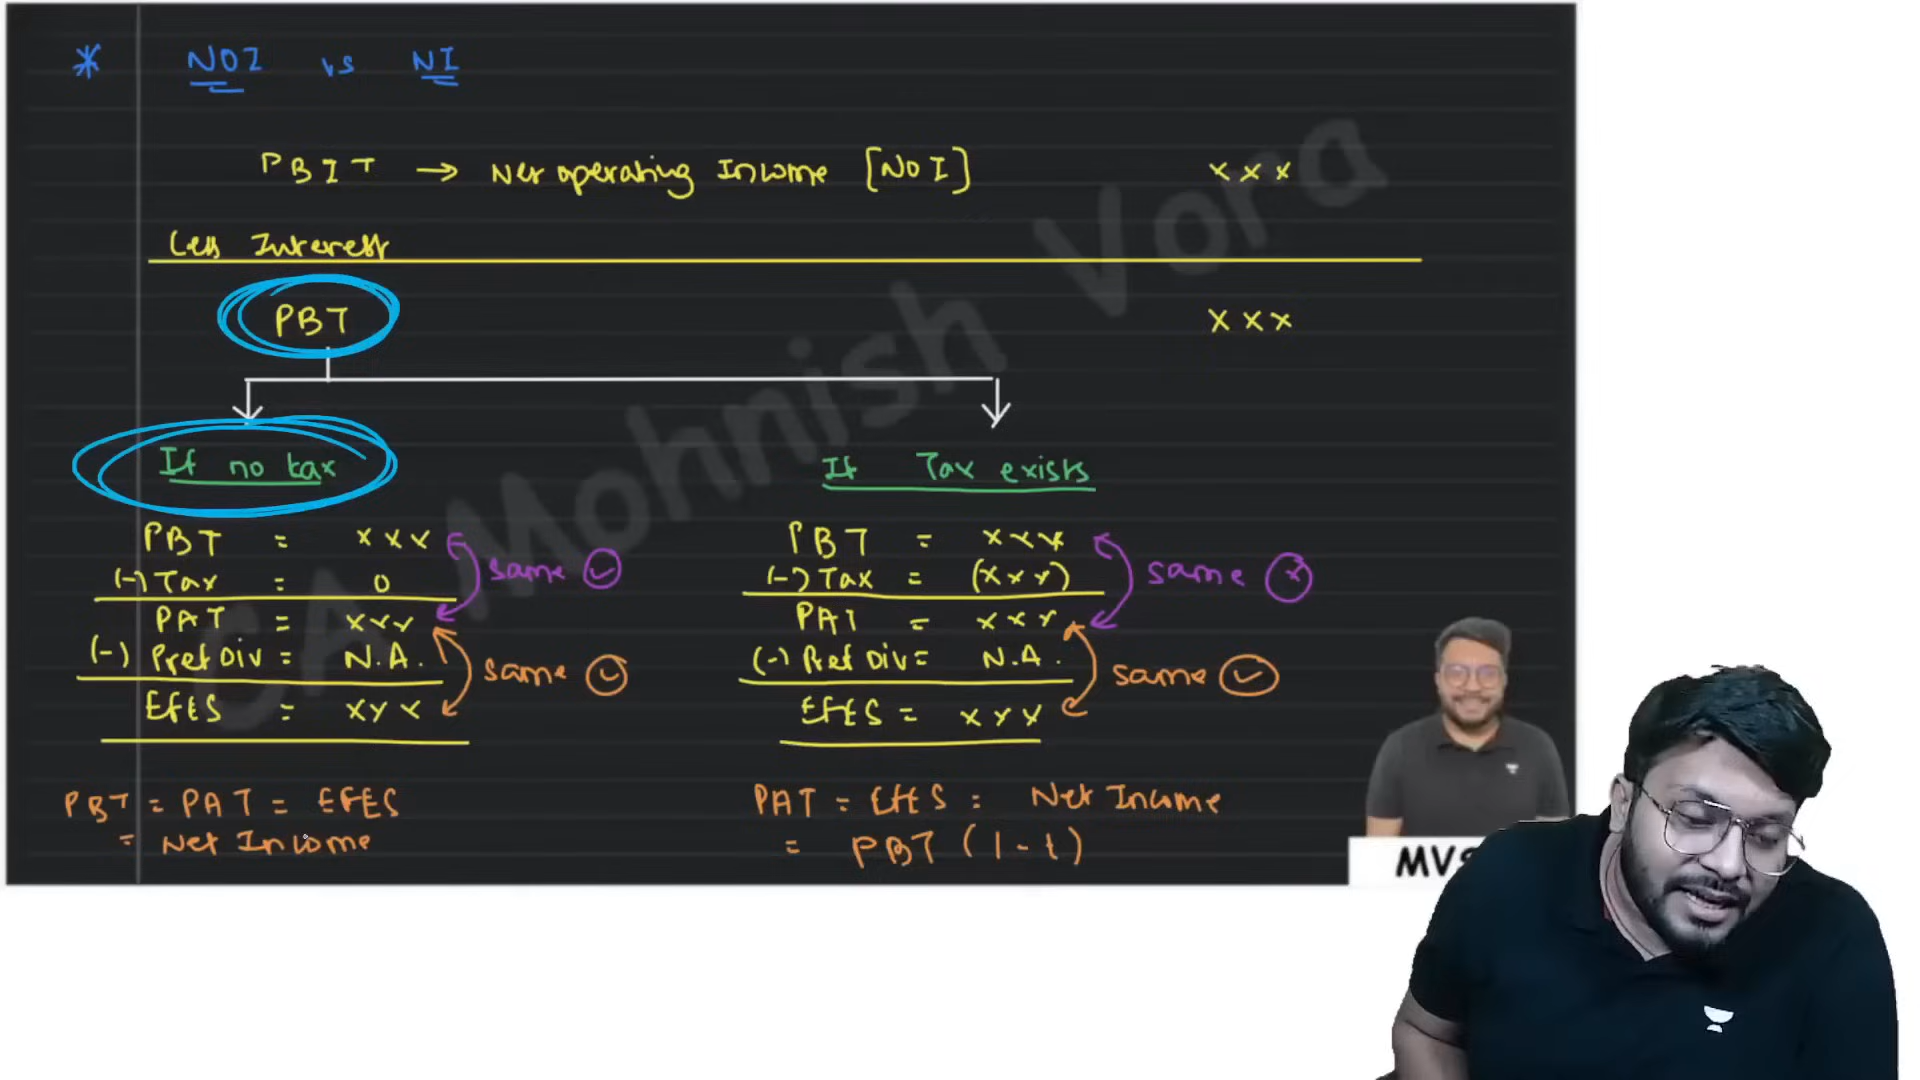 * NOI vs NI
PBIT → Net operating Income [NOI] xxx
Less Interest
PBT xxx
If no tax
PBT = xxx
(-) Tax = 0
PAT = xxx
(-) Pref Div = N.A.
EFES = xxx
same ✓
same ✓
PBT = PAT = EFES
= Net Income
If Tax exists
PBT = xxx
(-) Tax = (xxx)
PAT = xxx
(-) Pref Div = N.A.
EFES = xxx
same ✗
same ✓
PAT = EFES = Net Income
= PBT (1-t)
CA Mohnish Vora